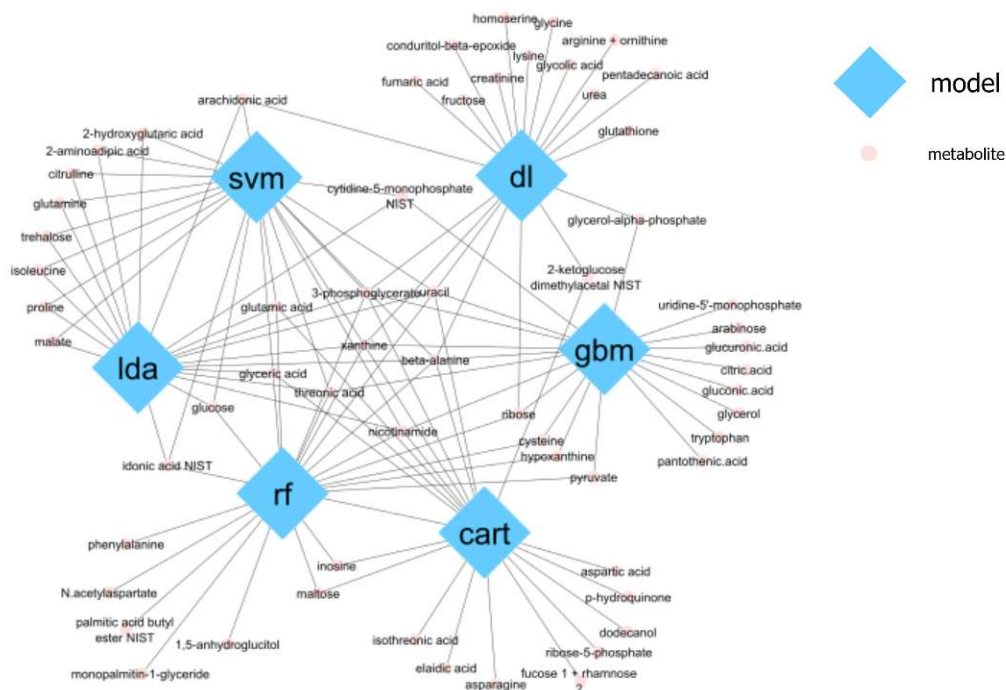 homoserine
glycine
conduritol-beta-epoxide
arginine + ornithine
lysine
glycolic acid
fumaric acid
creatinine
pentadecanoic acid
urea
fructose
arachidonic acid
glutathione
model
metabolite
2-hydroxyglutaric acid
2-aminoadipic acid
citrulline
svm
dl
cytidine-5-monophosphate
NIST
glutamine
glycerol-alpha-phosphate
trehalose
isoleucine
2-ketoglucose
dimethylacetal NIST
3-phosphoglycerate
uracil
glutamic acid
proline
uridine-5'-monophosphate
malate
xanthine
arabinose
glucuronic.acid
lda
gbm
beta-alanine
glyceric acid
citric.acid
threonic acid
gluconic.acid
glucose
ribose
glycerol
nicotinamide
tryptophan
cysteine
hypoxanthine
pantothenic.acid
idonic acid NIST
pyruvate
rf
cart
phenylalanine
inosine
aspartic acid
N.acetylaspartate
maltose
p-hydroquinone
palmitic acid butyl
ester NIST
dodecanol
isothreonic acid
1,5-anhydroglucitol
ribose-5-phosphate
monopalmitin-1-glyceride
elaidic acid
fucose 1 + rhamnose
2
asparagine